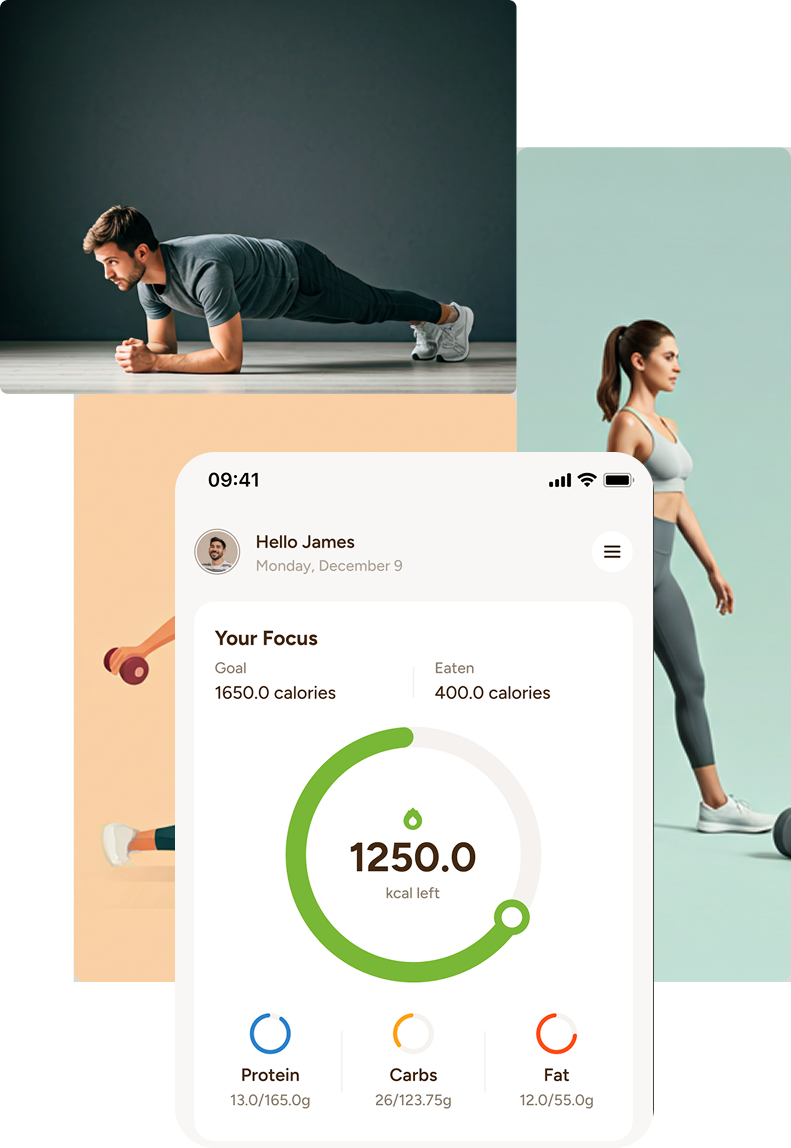 09:41
Hello James
Monday, December 9
Your Focus
Goal
1650.0 calories
Eaten
400.0 calories
1250.0
kcal left
Protein
13.0/165.0g
Carbs
26/123.75g
Fat
12.0/55.0g